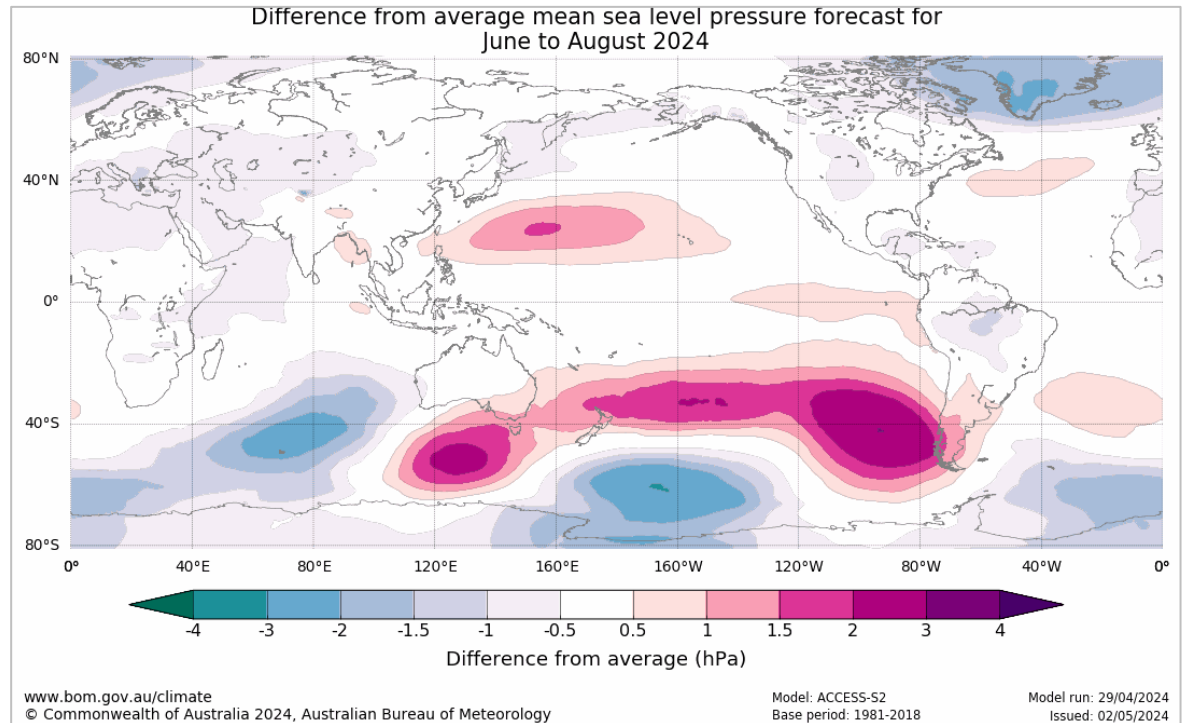 Difference from average mean sea level pressure forecast for
June to August 2024
80°N
40°N
0°
40°S
80°S
0° 40°E 80°E 120°E 160°E 160°W 120°W 80°W 40°W 0°
-4 -3 -2 -1.5 -1 -0.5 0.5 1 1.5 2 3 4
Difference from average (hPa)
www.bom.gov.au/climate
© Commonwealth of Australia 2024, Australian Bureau of Meteorology
Model: ACCESS-S2
Base period: 1981-2018
Model run: 29/04/2024
Issued: 02/05/2024